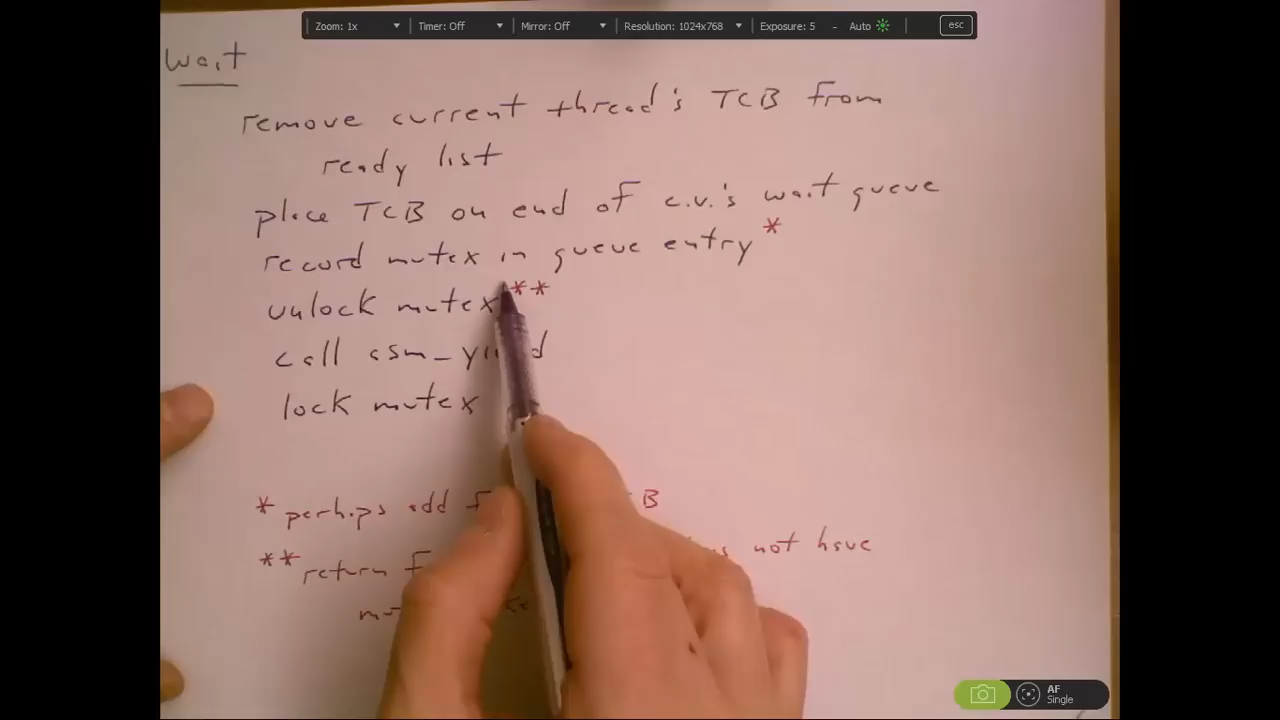 Zoom: 1x Timer: Off Mirror: Off Resolution: 1024x768 Exposure: 5 - Auto esc
wait
remove current thread's TCB from
ready list
place TCB on end of c.v.'s wait queue
record mutex in queue entry *
unlock mutex **
call asm_yield
lock mutex
* perhaps add
** return not have
AF
Single